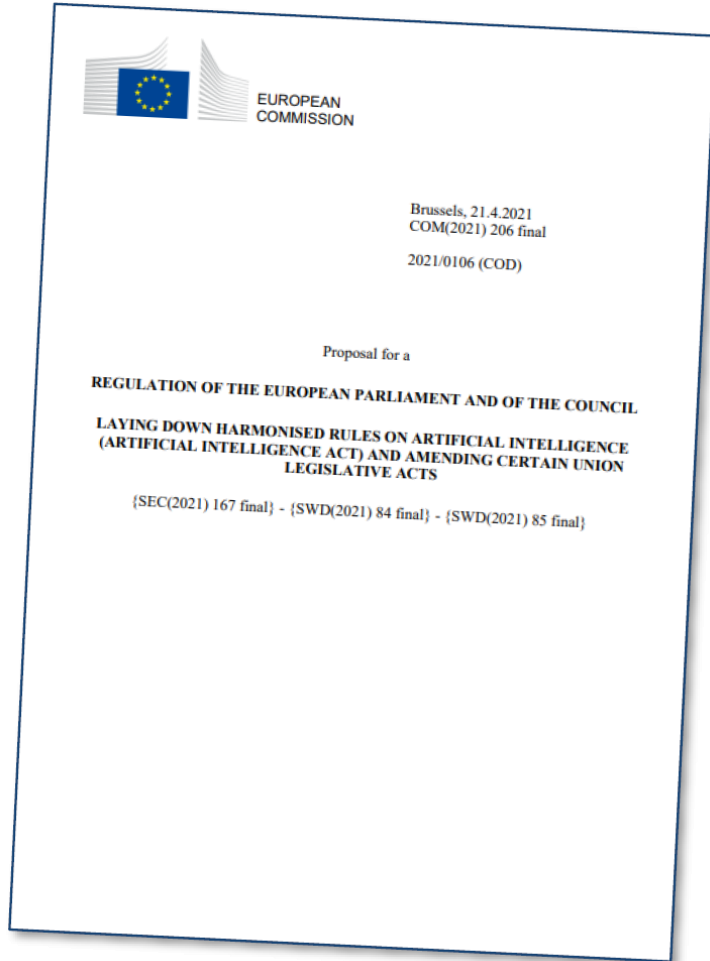 EUROPEAN
COMMISSION
Brussels, 21.4.2021
COM(2021) 206 final
2021/0106 (COD)
Proposal for a
REGULATION OF THE EUROPEAN PARLIAMENT AND OF THE COUNCIL
LAYING DOWN HARMONISED RULES ON ARTIFICIAL INTELLIGENCE
(ARTIFICIAL INTELLIGENCE ACT) AND AMENDING CERTAIN UNION
LEGISLATIVE ACTS
{SEC(2021) 167 final} - {SWD(2021) 84 final} - {SWD(2021) 85 final}